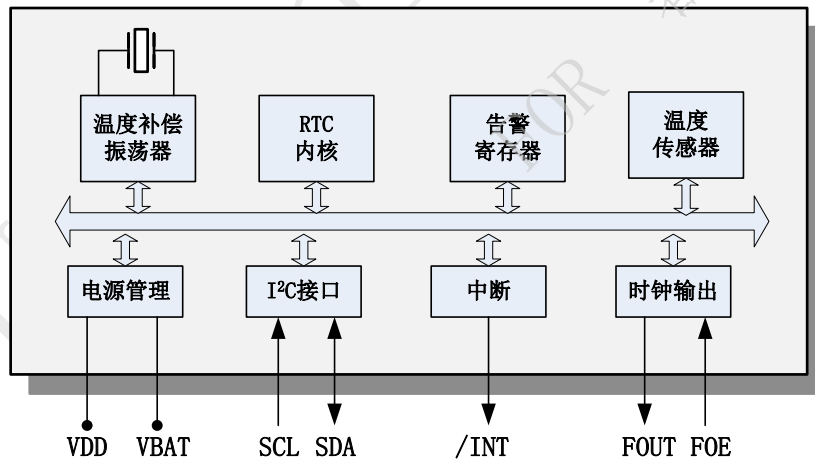 温度补偿
振荡器
RTC
内核
告警
寄存器
温度
传感器
电源管理
I²C接口
中断
时钟输出
VDD VBAT SCL SDA /INT FOUT FOE
FOR